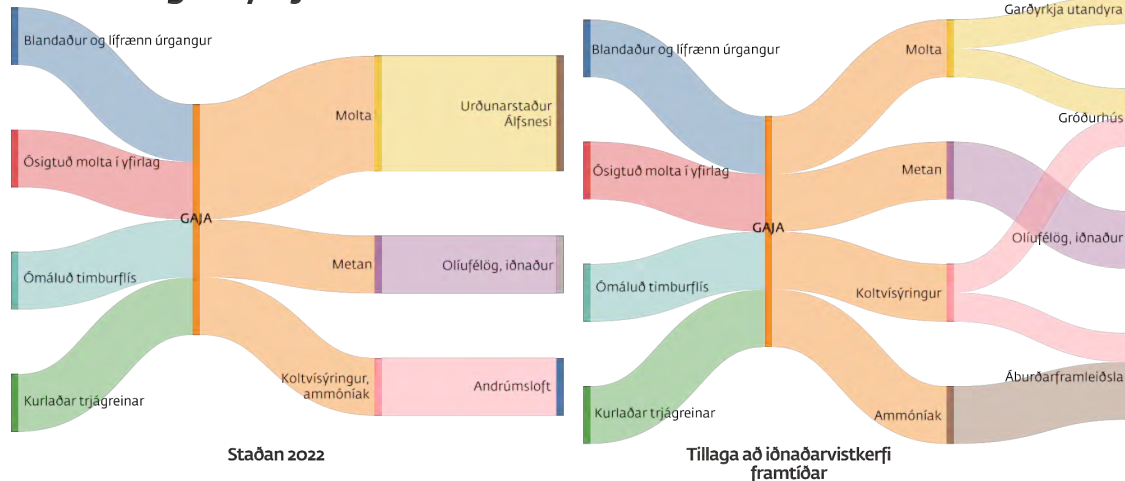 Blandaður og lífrænn úrgangur
Ósigtuð molta í yfirlag
Ómáluð timburflís
Kurlaðar trjágreinar
GAJA
Molta
Metan
Koltvísýringur,
ammóníak
Urðunarstaður
Álfsnesi
Olíufélög, iðnaður
Andrúmsloft
Staðan 2022
Blandaður og lífrænn úrgangur
Ósigtuð molta í yfirlag
Ómáluð timburflís
Kurlaðar trjágreinar
GAJA
Molta
Metan
Koltvísýringur
Ammóníak
Garðyrkja utandyra
Gróðurhús
Olíufélög, iðnaður
Áburðarframleiðsla
Tillaga að iðnaðarvistkerfi
framtíðar